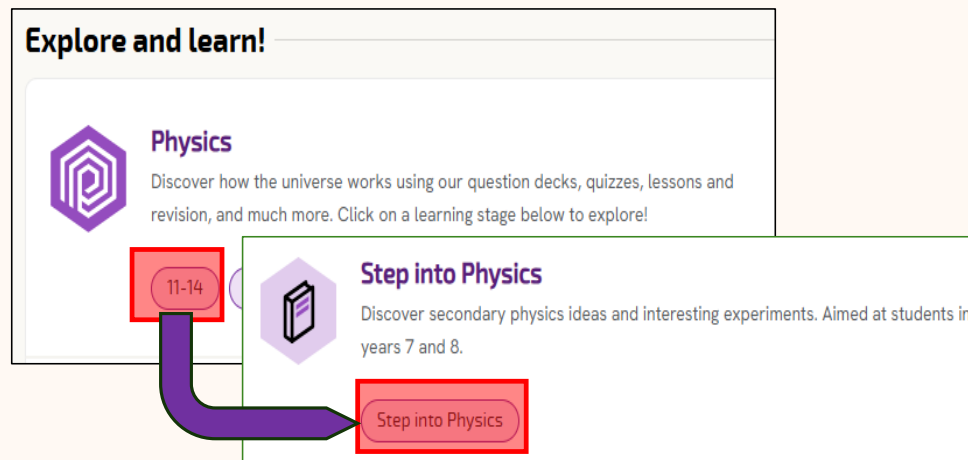 Explore and learn!
Physics
Discover how the universe works using our question decks, quizzes, lessons and
revision, and much more. Click on a learning stage below to explore!
11-14
Step into Physics
Discover secondary physics ideas and interesting experiments. Aimed at students in
years 7 and 8.
Step into Physics